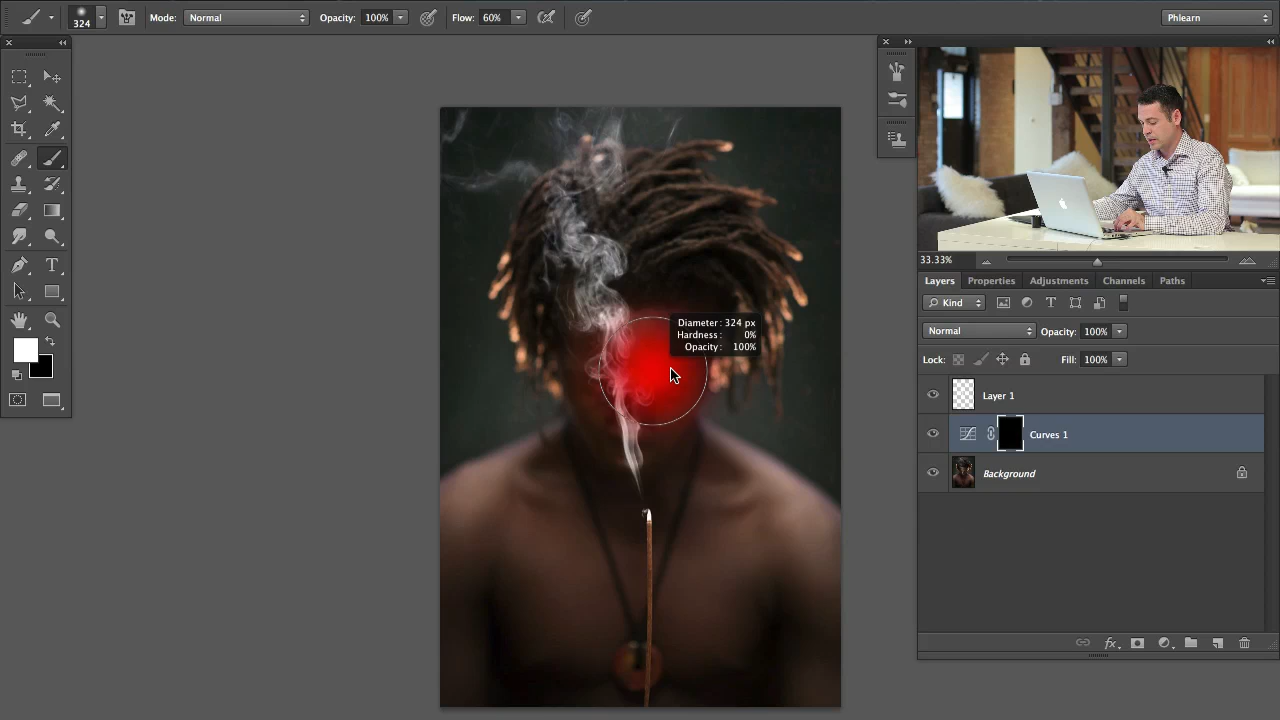 324
Mode: Normal Opacity: 100% Flow: 60% Phlearn
Diameter: 324 px
Hardness: 0%
Opacity: 100%
33.33%
Layers Properties Adjustments Channels Paths
Kind
Normal Opacity: 100%
Lock: Fill: 100%
Layer 1
Curves 1
Background